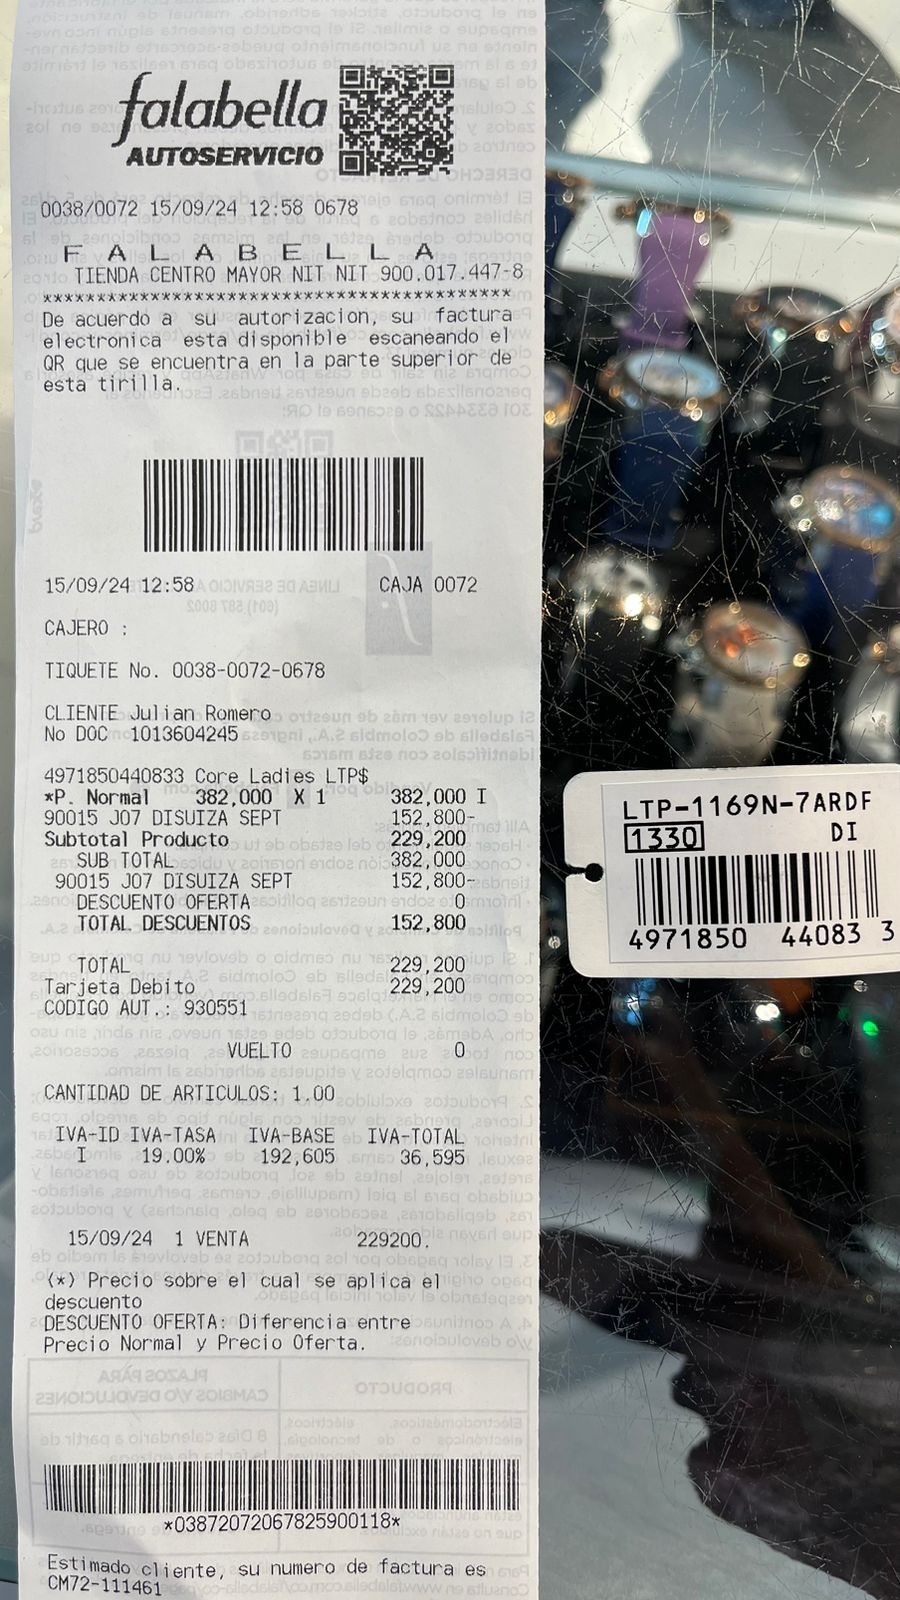 falabella
AUTOSERVICIO
0038/0072 15/09/24 12:58 0678
F A L A B E L L A
TIENDA CENTRO MAYOR NIT NIT 900.017.447-8
********************************************
De acuerdo a su autorizacion, su factura
electronica esta disponible escaneando el
QR que se encuentra en la parte superior de
esta tirilla.
15/09/24 12:58 CAJA 0072
CAJERO :
TIQUETE No. 0038-0072-0678
CLIENTE Julian Romero
No DOC 1013604245
4971850440833 Core Ladies LTP$
*P. Normal 382,000 X 1 382,000 I
90015 J07 DISUIZA SEPT 152,800-
Subtotal Producto 229,200
SUB TOTAL 382,000
90015 J07 DISUIZA SEPT 152,800-
DESCUENTO OFERTA 0
TOTAL DESCUENTOS 152,800
TOTAL 229,200
Tarjeta Debito 229,200
CODIGO AUT.: 930551
VUELTO 0
CANTIDAD DE ARTICULOS: 1.00
IVA-ID IVA-TASA IVA-BASE IVA-TOTAL
I 19.00% 192,605 36,595
15/09/24 1 VENTA 229200.
(*) Precio sobre el cual se aplica el
descuento
DESCUENTO OFERTA: Diferencia entre
Precio Normal y Precio Oferta.
*03872072067825900118*
Estimado cliente, su numero de factura es
CM72-111461
LTP-1169N-7ARDF
1330 DI
4971850 44083 3